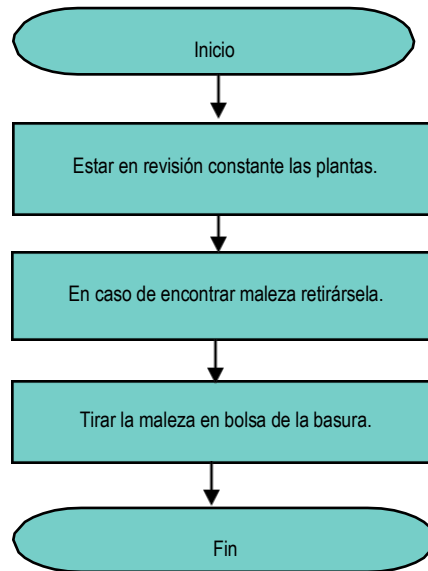 Inicio
Estar en revisión constante las plantas.
En caso de encontrar maleza retirársela.
Tirar la maleza en bolsa de la basura.
Fin